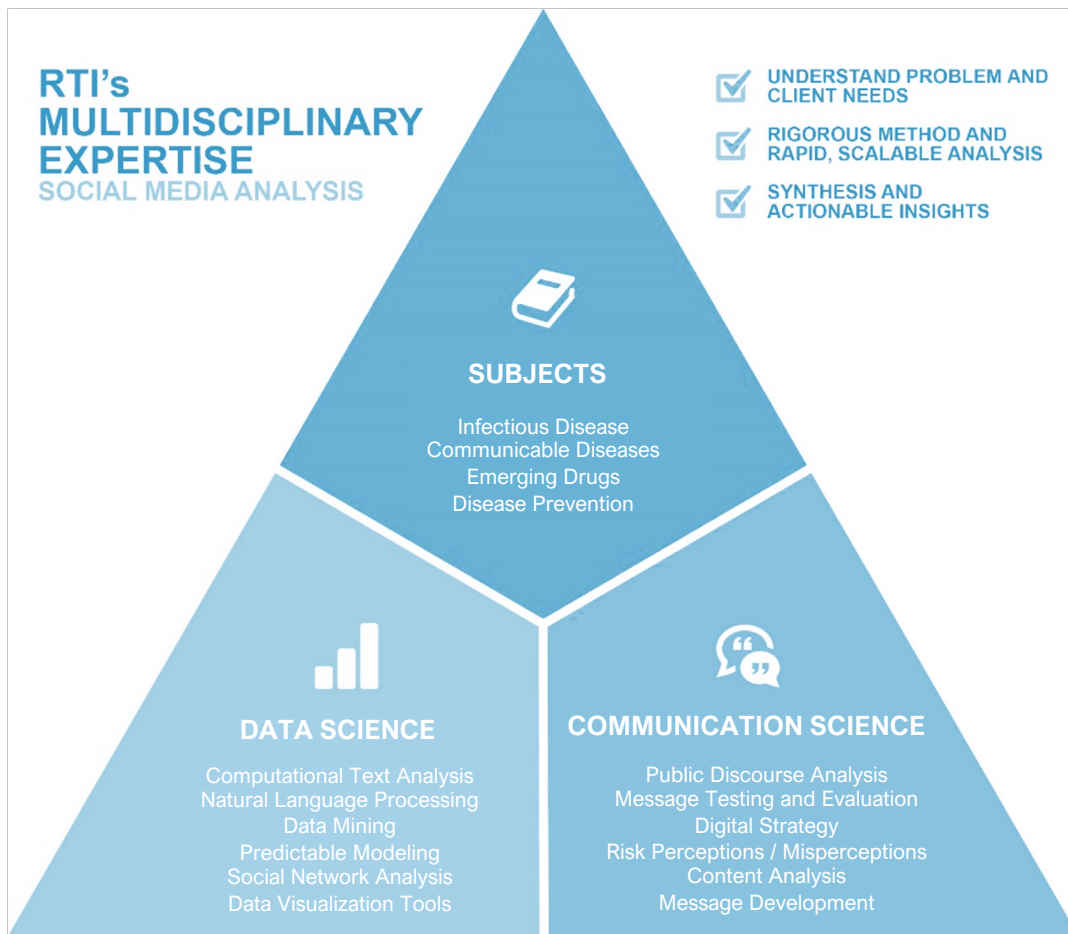 RTI's
MULTIDISCIPLINARY
EXPERTISE
SOCIAL MEDIA ANALYSIS
UNDERSTAND PROBLEM AND
CLIENT NEEDS
RIGOROUS METHOD AND
RAPID, SCALABLE ANALYSIS
SYNTHESIS AND
ACTIONABLE INSIGHTS
SUBJECTS
Infectious Disease
Communicable Diseases
Emerging Drugs
Disease Prevention
DATA SCIENCE
Computational Text Analysis
Natural Language Processing
Data Mining
Predictable Modeling
Social Network Analysis
Data Visualization Tools
COMMUNICATION SCIENCE
Public Discourse Analysis
Message Testing and Evaluation
Digital Strategy
Risk Perceptions / Misperceptions
Content Analysis
Message Development